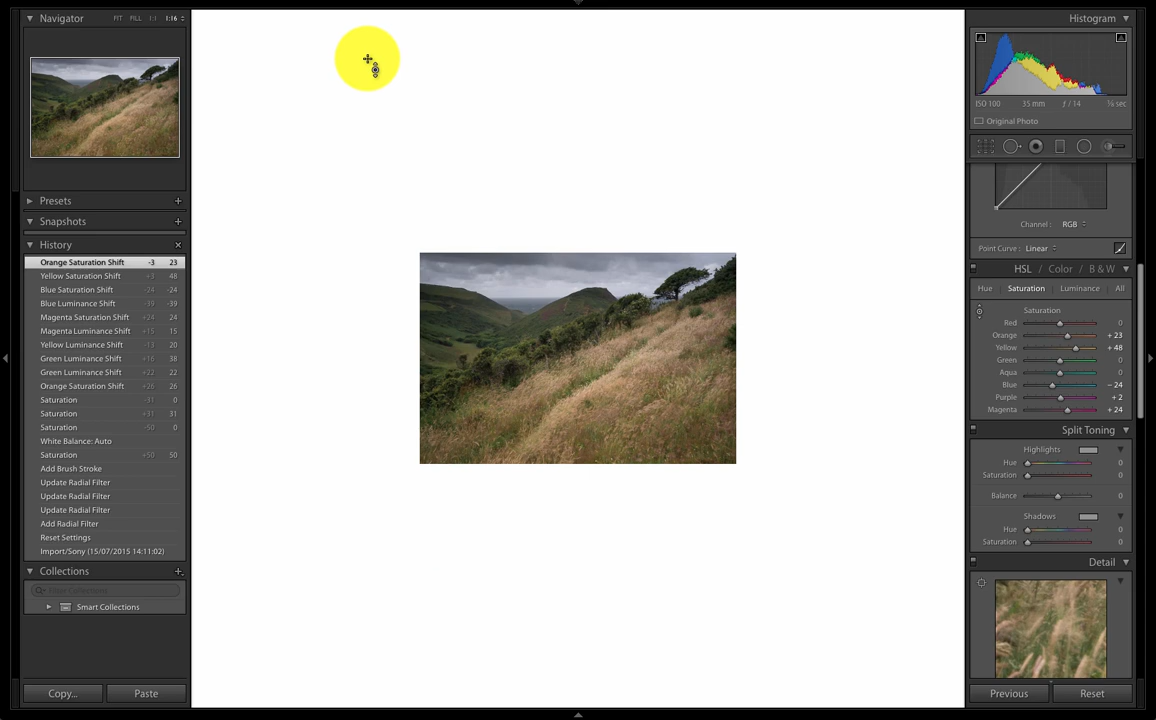 Navigator FIT FILL 1:1 1:16
Presets
Snapshots
History
Orange Saturation Shift -3 23
Yellow Saturation Shift +3 48
Blue Saturation Shift -24 -24
Blue Luminance Shift -39 -39
Magenta Saturation Shift +24 24
Magenta Luminance Shift +15 15
Yellow Luminance Shift -13 20
Green Luminance Shift +16 38
Green Luminance Shift +22 22
Orange Saturation Shift +26 26
Saturation -31 0
Saturation +31 31
Saturation -50 0
White Balance: Auto
Saturation +50 50
Add Brush Stroke
Update Radial Filter
Update Radial Filter
Update Radial Filter
Add Radial Filter
Reset Settings
Import/Sony (15/07/2015 14:11:02)
Collections
Filter Collections
Smart Collections
Copy... Paste
Histogram
ISO 100 35 mm ƒ / 14 ⅙ sec
Original Photo
Channel : RGB
Point Curve : Linear
HSL / Color / B & W
Hue Saturation Luminance All
Saturation
Red 0
Orange + 23
Yellow + 48
Green 0
Aqua 0
Blue − 24
Purple + 2
Magenta + 24
Split Toning
Highlights
Hue 0
Saturation 0
Balance 0
Shadows
Hue 0
Saturation 0
Detail
Previous Reset